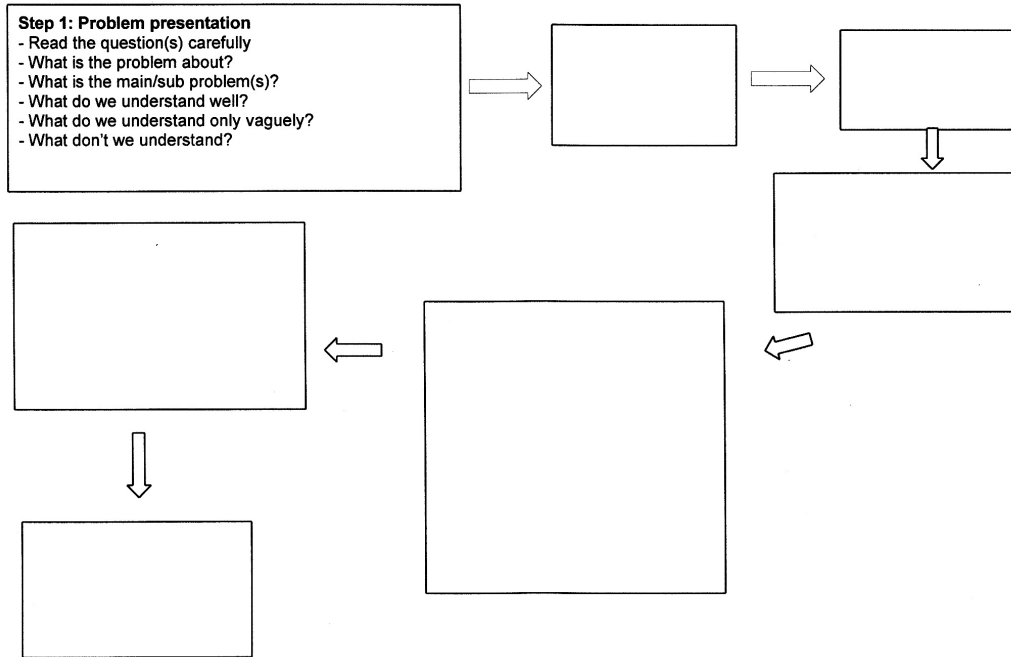 Step 1: Problem presentation
- Read the question(s) carefully
- What is the problem about?
- What is the main/sub problem(s)?
- What do we understand well?
- What do we understand only vaguely?
- What don't we understand?